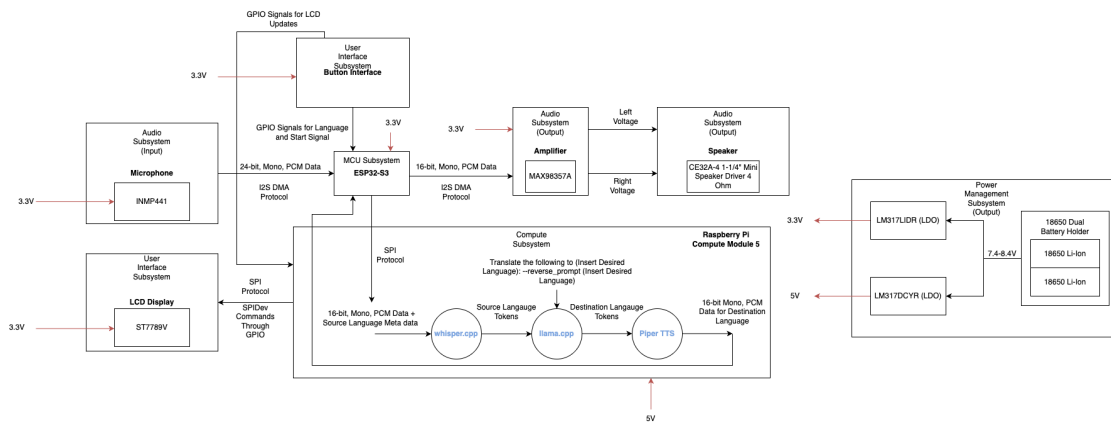 GPIO Signals for LCD
Updates
User
Interface
Subsystem
Button Interface
3.3V
GPIO Signals for Language
and Start Signal
3.3V
Audio
Subsystem
(Input)
Microphone
INMP441
3.3V
24-bit, Mono, PCM Data
I2S DMA
Protocol
MCU Subsystem
ESP32-S3
16-bit, Mono, PCM Data
I2S DMA
Protocol
3.3V
Audio
Subsystem
(Output)
Amplifier
MAX98357A
Left
Voltage
Right
Voltage
Audio
Subsystem
(Output)
Speaker
CE32A-4 1-1/4" Mini
Speaker Driver 4
Ohm
User
Interface
Subsystem
LCD Display
ST7789V
3.3V
SPI
Protocol
SPIDev
Commands
Through
GPIO
Compute
Subsystem
Raspberry Pi
Compute Module 5
SPI
Protocol
Translate the following to (Insert Desired
Language): --reverse_prompt (Insert Desired
Language)
16-bit, Mono, PCM Data +
Source Language Meta data
whisper.cpp
Source Langauge
Tokens
llama.cpp
Destination Langauge
Tokens
Piper TTS
16-bit Mono, PCM
Data for Destination
Language
5V
Power
Management
Subsystem
(Output)
3.3V
LM317LIDR (LDO)
5V
LM317DCYR (LDO)
7.4-8.4V
18650 Dual
Battery Holder
18650 Li-Ion
18650 Li-Ion